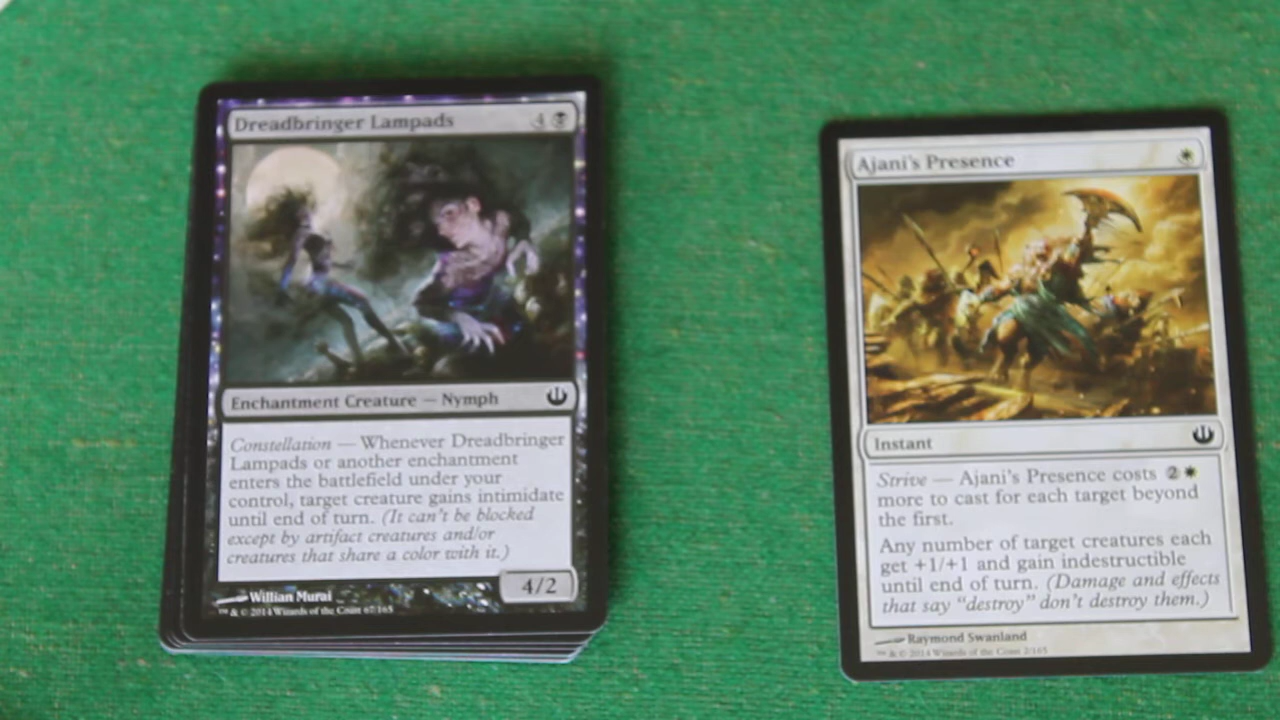 Dreadbringer Lampads 4
Enchantment Creature — Nymph
Constellation — Whenever Dreadbringer
Lampads or another enchantment
enters the battlefield under your
control, target creature gains intimidate
until end of turn. (It can't be blocked
except by artifact creatures and/or
creatures that share a color with it.)
4/2
Willian Murai
™ & © 2014 Wizards of the Coast 67/165
Ajani's Presence
Instant
Strive — Ajani's Presence costs 2
more to cast for each target beyond
the first.
Any number of target creatures each
get +1/+1 and gain indestructible
until end of turn. (Damage and effects
that say "destroy" don't destroy them.)
Raymond Swanland
™ & © 2014 Wizards of the Coast 2/165